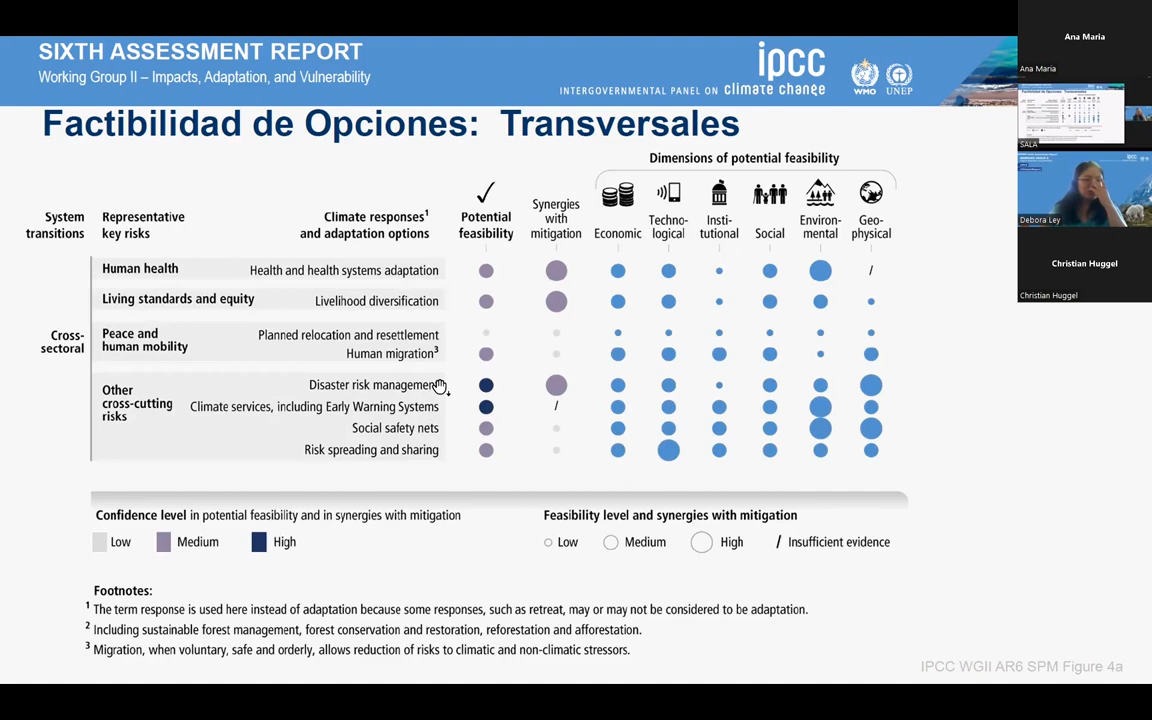 SIXTH ASSESSMENT REPORT
Working Group II – Impacts, Adaptation, and Vulnerability
ipcc
INTERGOVERNMENTAL PANEL ON climate change
WMO
UNEP
Factibilidad de Opciones: Transversales
Dimensions of potential feasibility
System transitions
Representative key risks
Climate responses¹ and adaptation options
Potential feasibility
Synergies with mitigation
Economic
Techno-logical
Insti-tutional
Social
Environ-mental
Geo-physical
Cross-sectoral
Human health
Health and health systems adaptation
/
Living standards and equity
Livelihood diversification
Peace and human mobility
Planned relocation and resettlement
Human migration³
Other cross-cutting risks
Disaster risk management
Climate services, including Early Warning Systems
/
Social safety nets
Risk spreading and sharing
Confidence level in potential feasibility and in synergies with mitigation
Low
Medium
High
Feasibility level and synergies with mitigation
Low
Medium
High
/ Insufficient evidence
Footnotes:
¹ The term response is used here instead of adaptation because some responses, such as retreat, may or may not be considered to be adaptation.
² Including sustainable forest management, forest conservation and restoration, reforestation and afforestation.
³ Migration, when voluntary, safe and orderly, allows reduction of risks to climatic and non-climatic stressors.
IPCC WGII AR6 SPM Figure 4a
Ana Maria
Ana Maria
SALA
Debora Ley
Christian Huggel
Christian Huggel